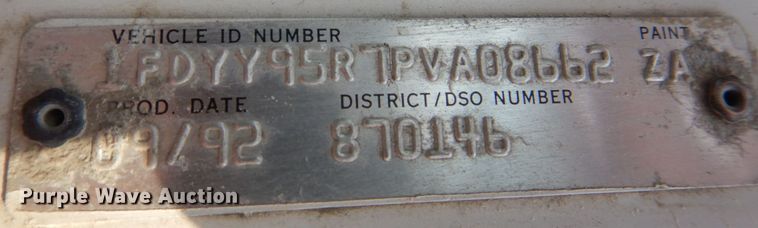 VEHICLE ID NUMBER PAINT
1FDYY95R7PVA08662 ZA
PROD. DATE DISTRICT/DSO NUMBER
09/92 870146
Purple Wave Auction